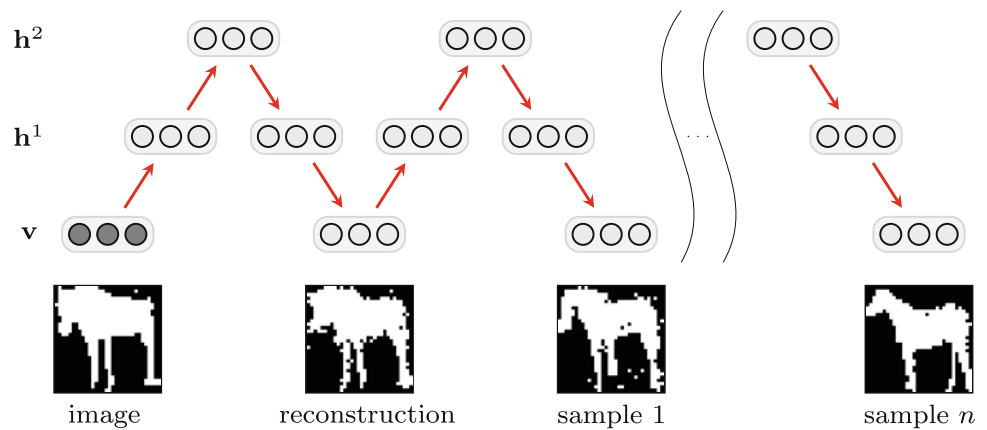 h²
h¹
· · ·
v
image
reconstruction
sample 1
sample n